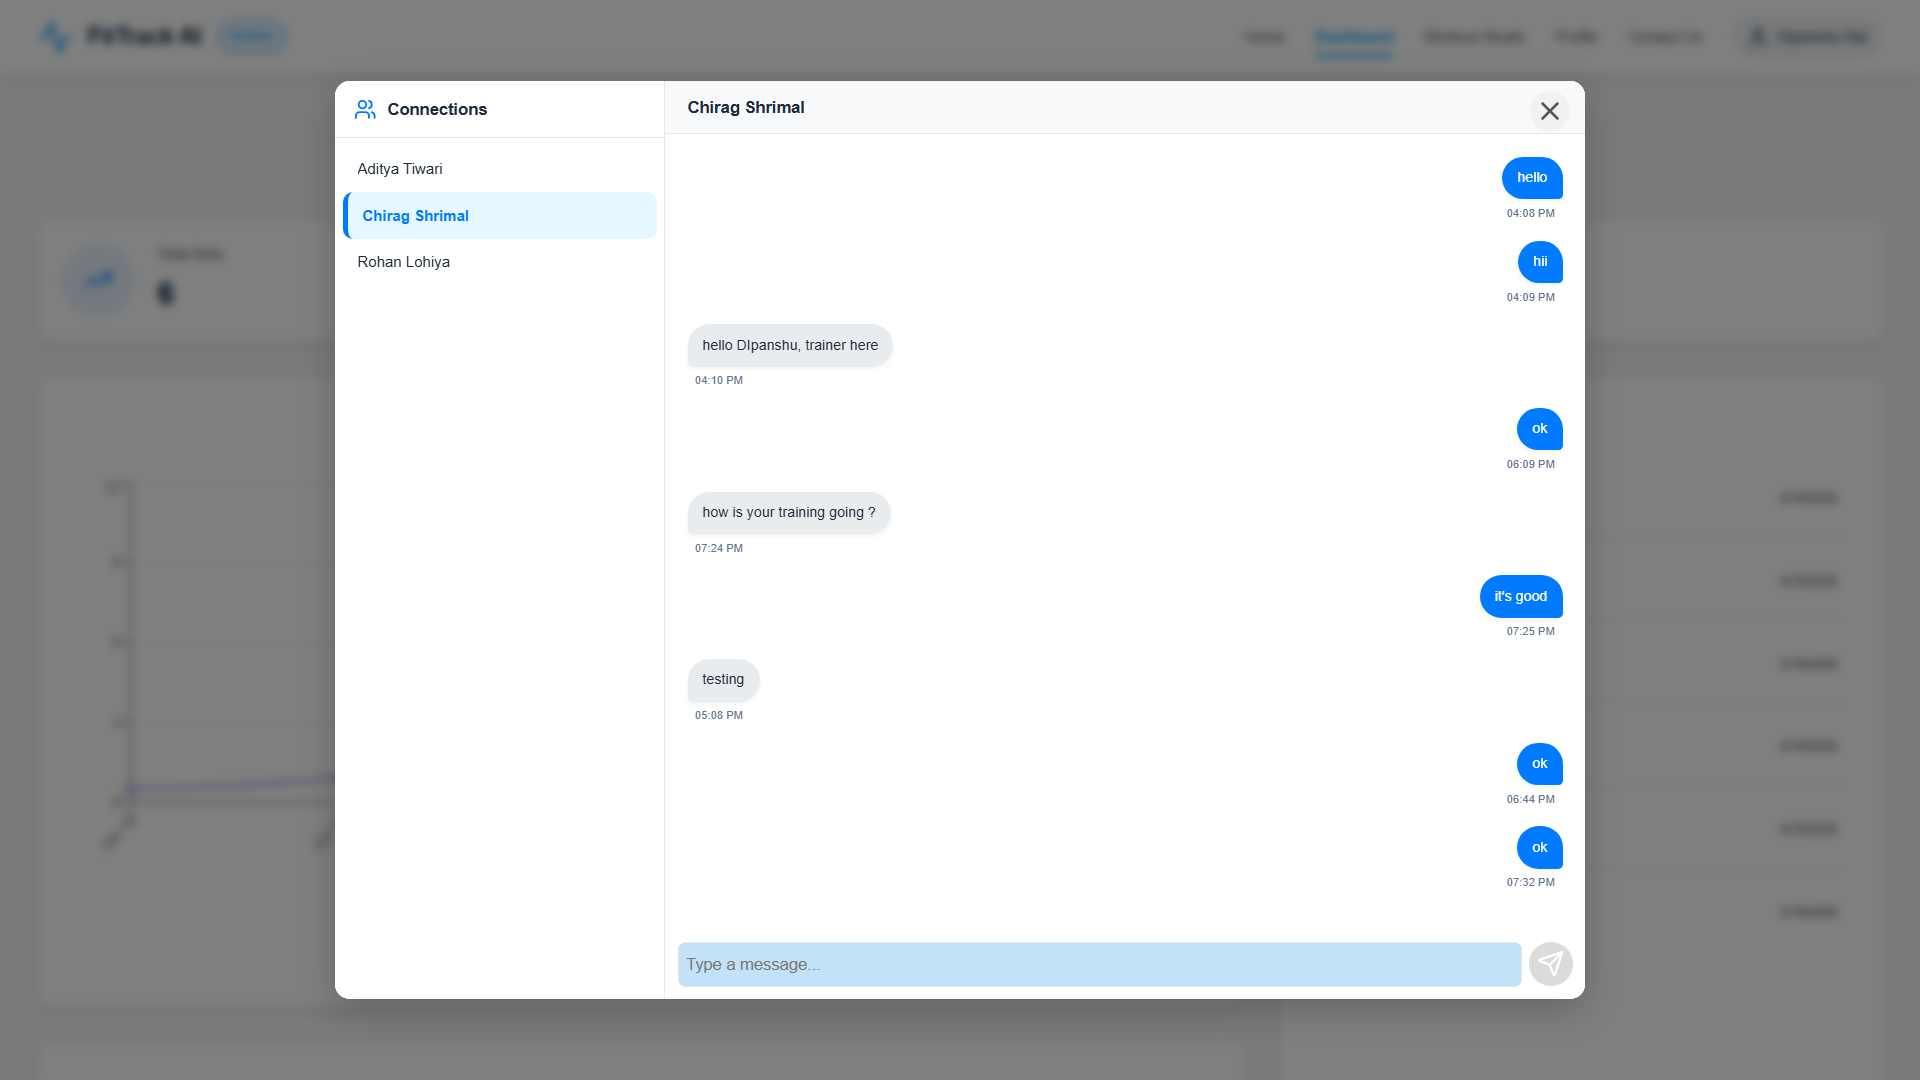 FitTrack AI
Home
Dashboard
Workout Studio
Profile
Contact Us
Connections
Aditya Tiwari
Chirag Shrimal
Rohan Lohiya
Chirag Shrimal
hello
04:08 PM
hii
04:09 PM
hello DIpanshu, trainer here
04:10 PM
ok
06:09 PM
how is your training going ?
07:24 PM
it's good
07:25 PM
testing
05:08 PM
ok
06:44 PM
ok
07:32 PM
Type a message...
6